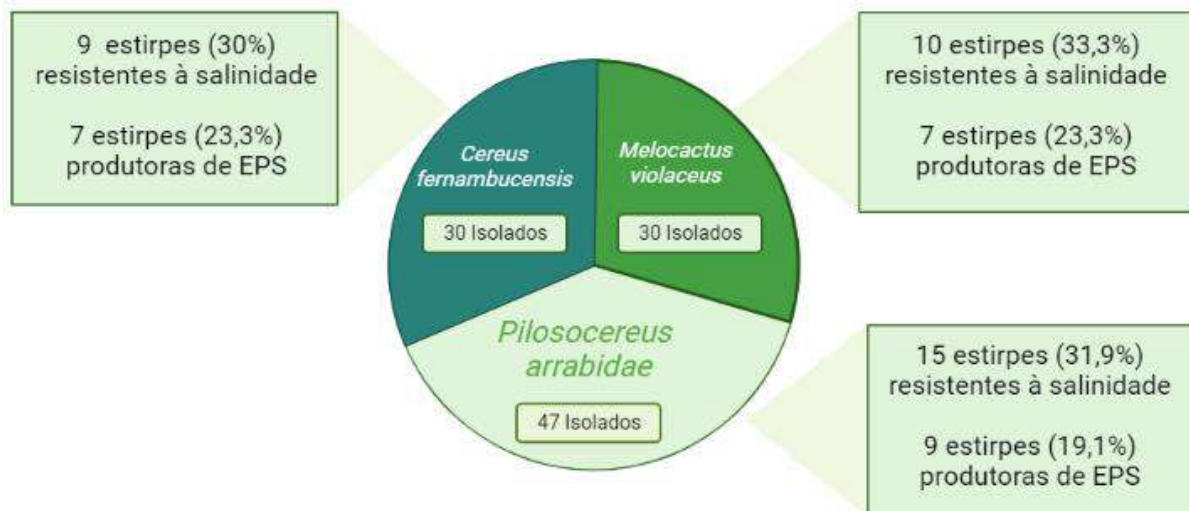 9 estirpes (30%)
resistentes à salinidade
7 estirpes (23,3%)
produtoras de EPS
10 estirpes (33,3%)
resistentes à salinidade
7 estirpes (23,3%)
produtoras de EPS
Cereus
fernambucensis
30 Isolados
Melocactus
violaceus
30 Isolados
Pilosocereus
arrabidae
47 Isolados
15 estirpes (31,9%)
resistentes à salinidade
9 estirpes (19,1%)
produtoras de EPS